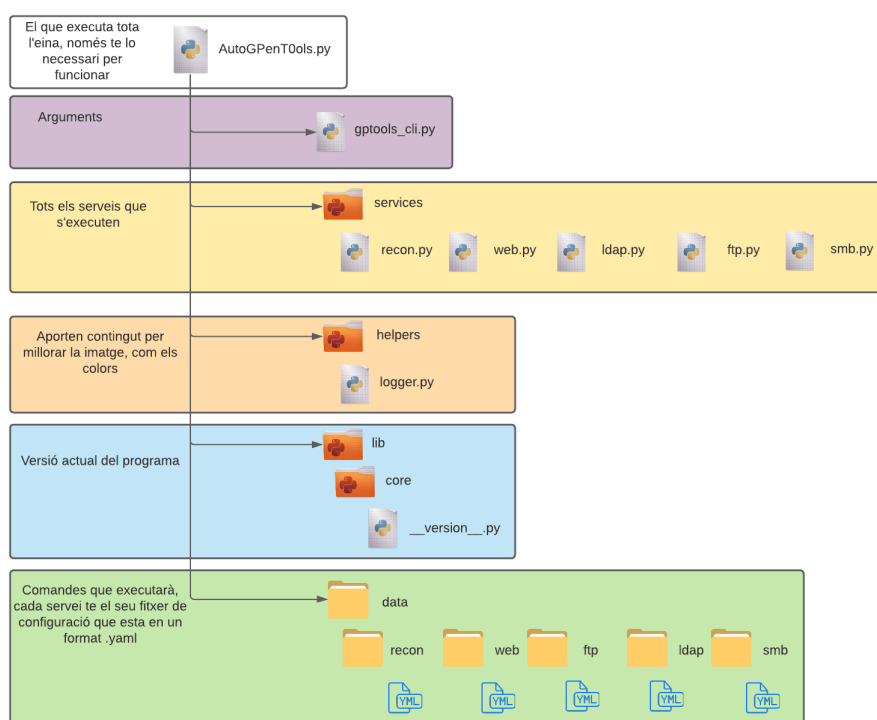 El que executa tota
l'eina, només te lo
necessari per
funcionar
AutoGPenT0ols.py
Arguments
gptools_cli.py
Tots els serveis que
s'executen
services
recon.py
web.py
ldap.py
ftp.py
smb.py
Aporten contingut per
millorar la imatge, com els
colors
helpers
logger.py
Versió actual del programa
lib
core
__version__.py
Comandes que executarà,
cada servei te el seu fitxer de
configuració que esta en un
format .yaml
data
recon
web
ftp
ldap
smb
YML
YML
YML
YML
YML